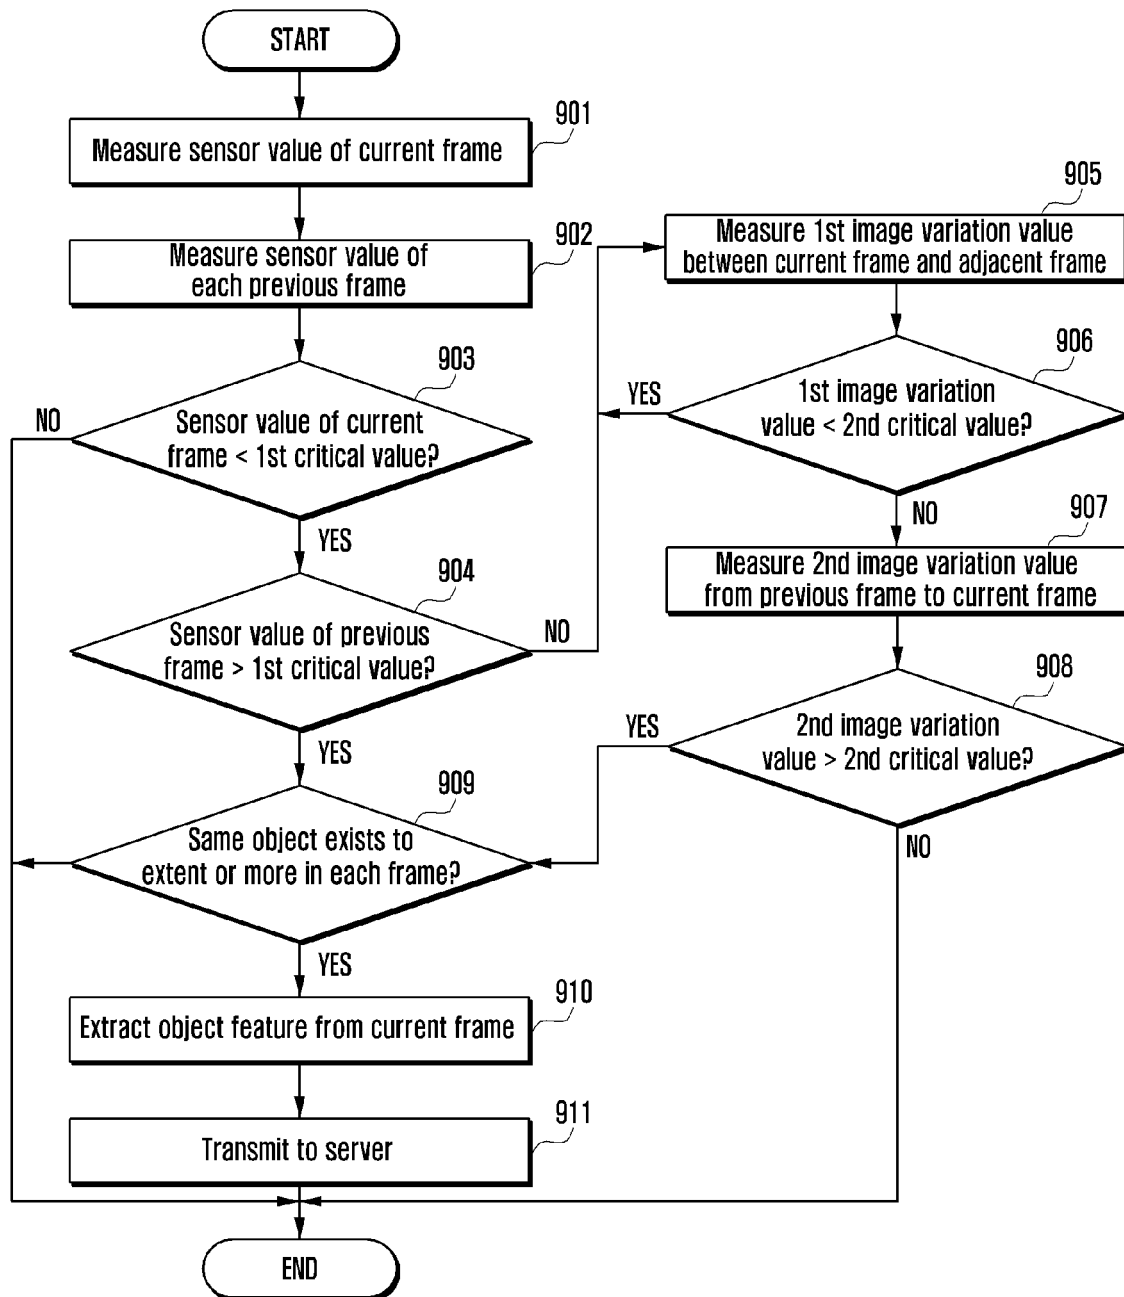 START
901
Measure sensor value of current frame
902
Measure sensor value of
each previous frame
903
NO
Sensor value of current
frame < 1st critical value?
YES
904
Sensor value of previous
frame > 1st critical value?
NO
YES
905
Measure 1st image variation value
between current frame and adjacent frame
906
YES
1st image variation
value < 2nd critical value?
NO
907
Measure 2nd image variation value
from previous frame to current frame
908
YES
2nd image variation
value > 2nd critical value?
NO
909
Same object exists to
extent or more in each frame?
YES
910
Extract object feature from current frame
911
Transmit to server
END